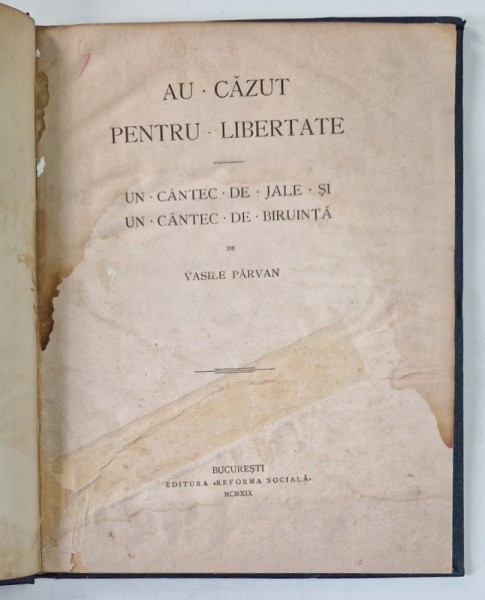 AU · CĂZUT
PENTRU · LIBERTATE
UN · CÂNTEC · DE · JALE · ȘI
UN · CÂNTEC · DE · BIRUINȚĂ
DE
VASILE PÂRVAN
BUCUREȘTI
EDITURA «REFORMA SOCIALĂ»
MCMXIX